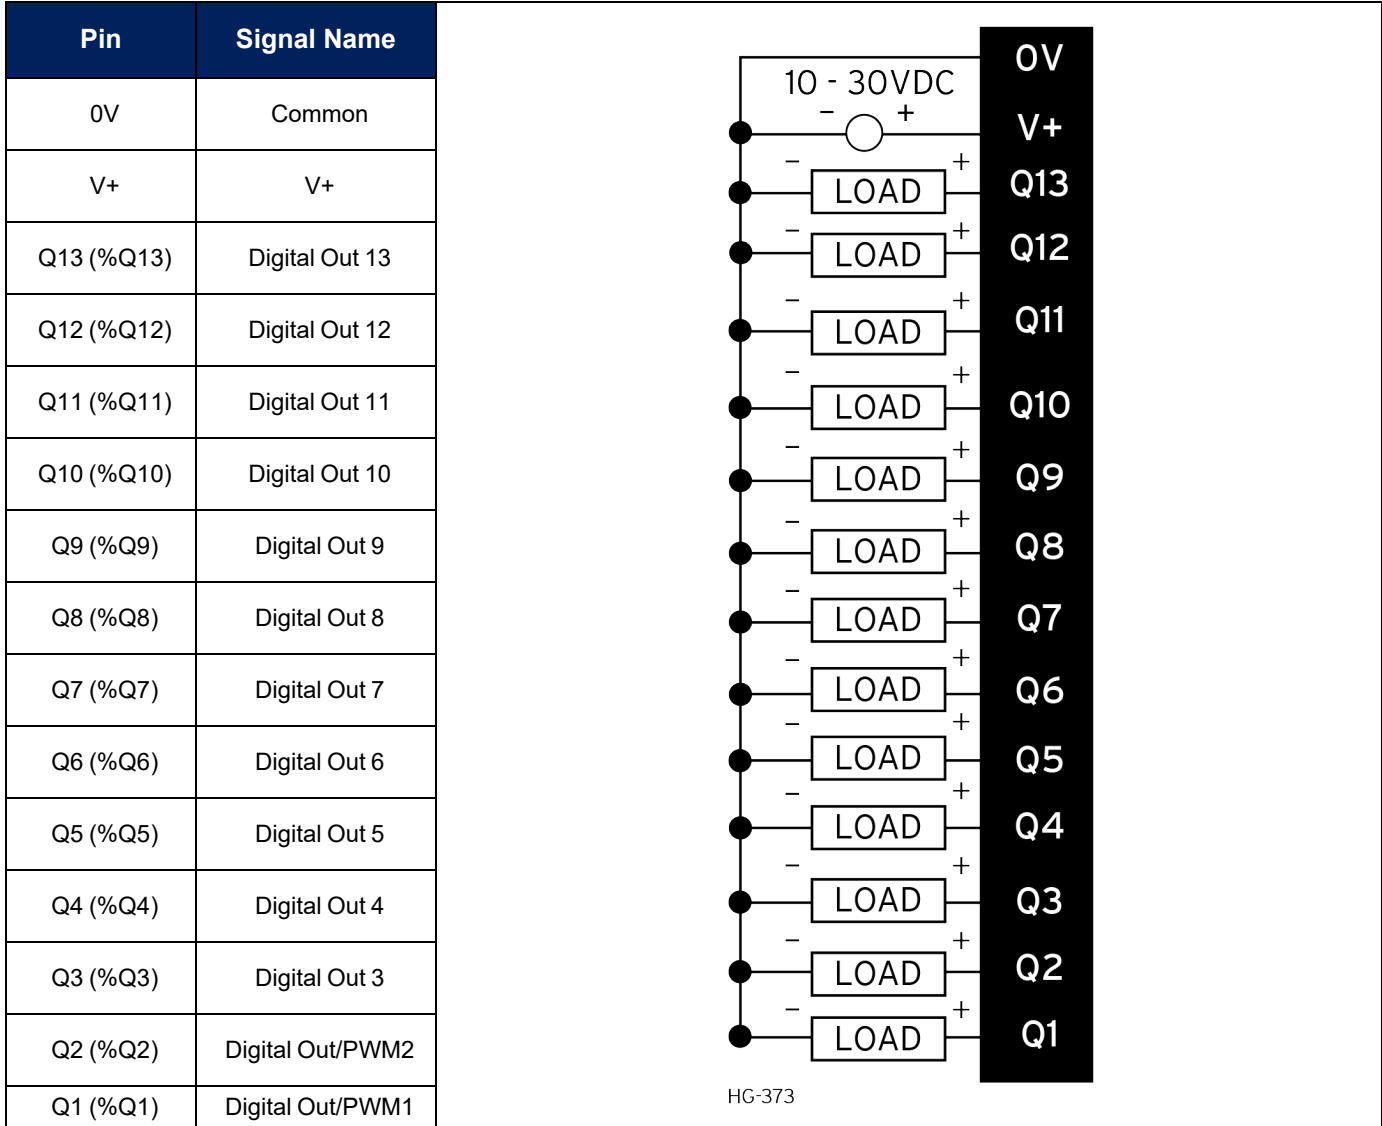 Pin Signal Name
0V Common
V+ V+
Q13 (%Q13) Digital Out 13
Q12 (%Q12) Digital Out 12
Q11 (%Q11) Digital Out 11
Q10 (%Q10) Digital Out 10
Q9 (%Q9) Digital Out 9
Q8 (%Q8) Digital Out 8
Q7 (%Q7) Digital Out 7
Q6 (%Q6) Digital Out 6
Q5 (%Q5) Digital Out 5
Q4 (%Q4) Digital Out 4
Q3 (%Q3) Digital Out 3
Q2 (%Q2) Digital Out/PWM2
Q1 (%Q1) Digital Out/PWM1
0V
10 - 30VDC
- + V+
- LOAD + Q13
- LOAD + Q12
- LOAD + Q11
- LOAD + Q10
- LOAD + Q9
- LOAD + Q8
- LOAD + Q7
- LOAD + Q6
- LOAD + Q5
- LOAD + Q4
- LOAD + Q3
- LOAD + Q2
- LOAD + Q1
HG-373